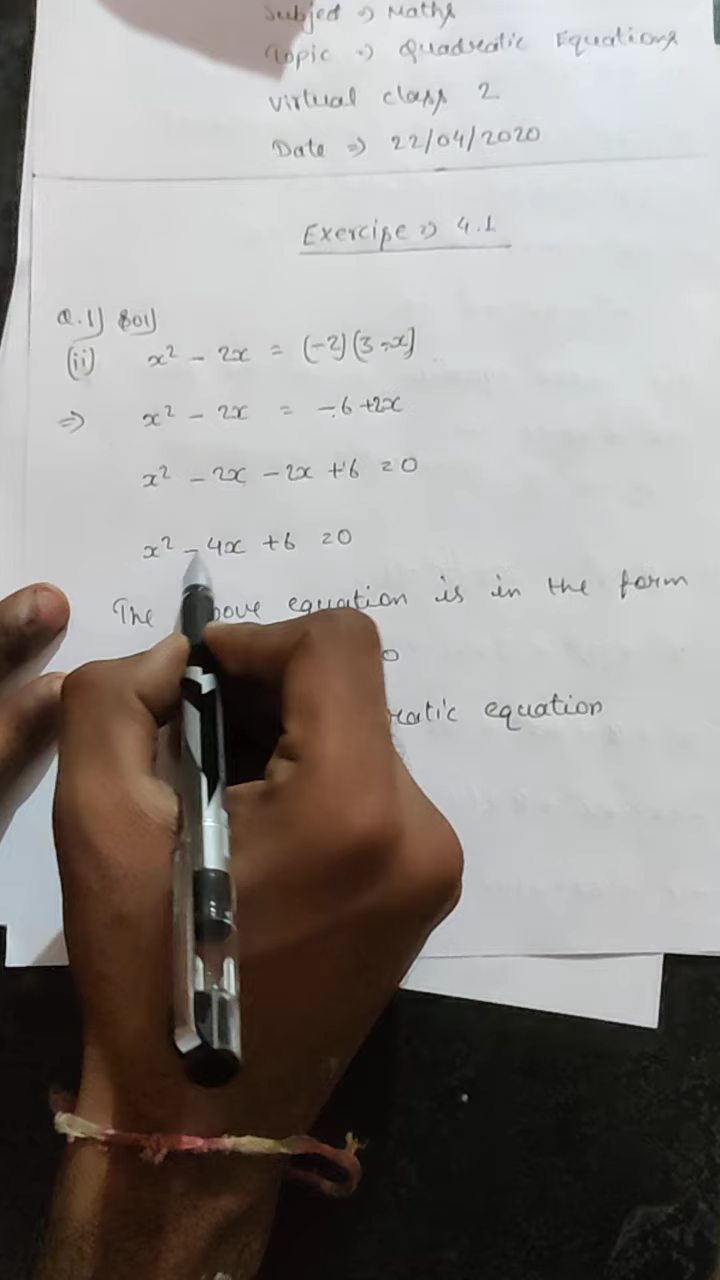 Subject ⇒ Maths
Topic ⇒ Quadratic Equations
Virtual class 2
Date ⇒ 22/04/2020
Exercise ⇒ 4.1
Q.1) Sol)
(ii) x² - 2x = (-2)(3-x)
⇒ x² - 2x = -6 +2x
x² - 2x - 2x + 6 = 0
x² - 4x + 6 = 0
The above equation is in the form
0
equation